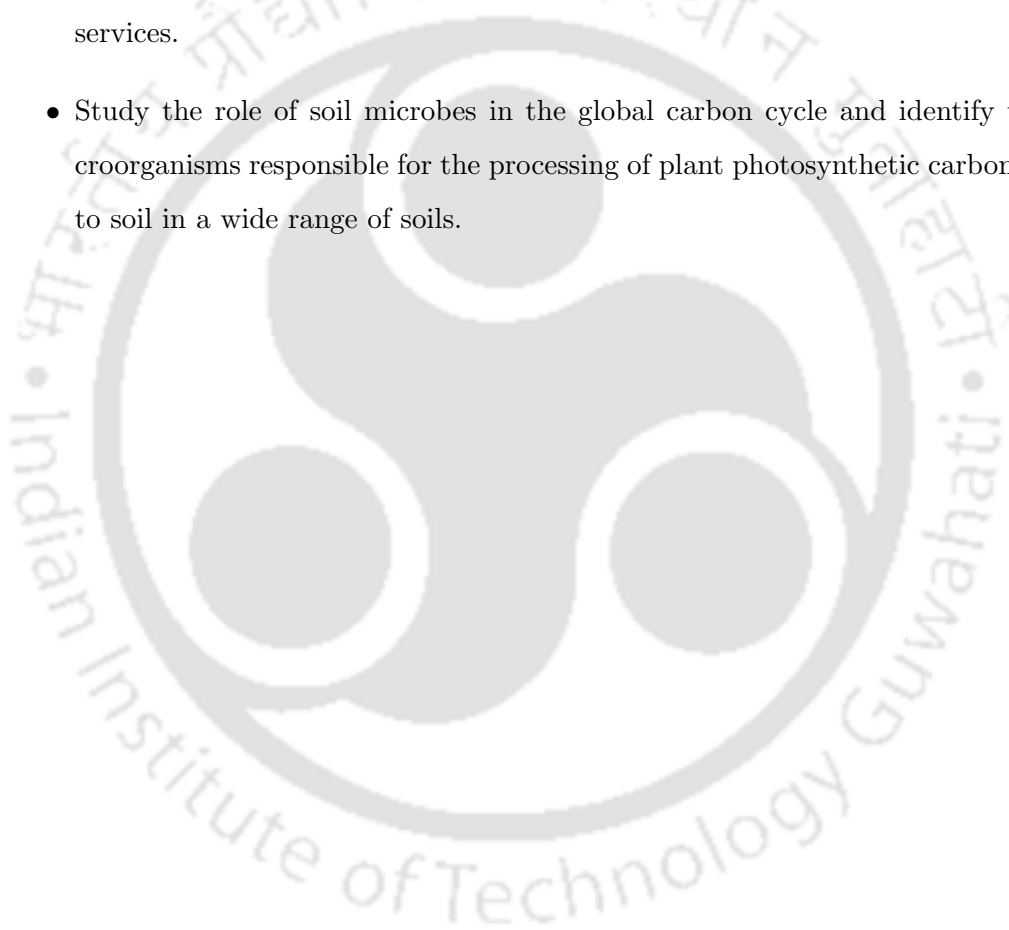 services.
• Study the role of soil microbes in the global carbon cycle and identify
croorganisms responsible for the processing of plant photosynthetic carbon
to soil in a wide range of soils.
• Indian Institute of Technology Guwahati •